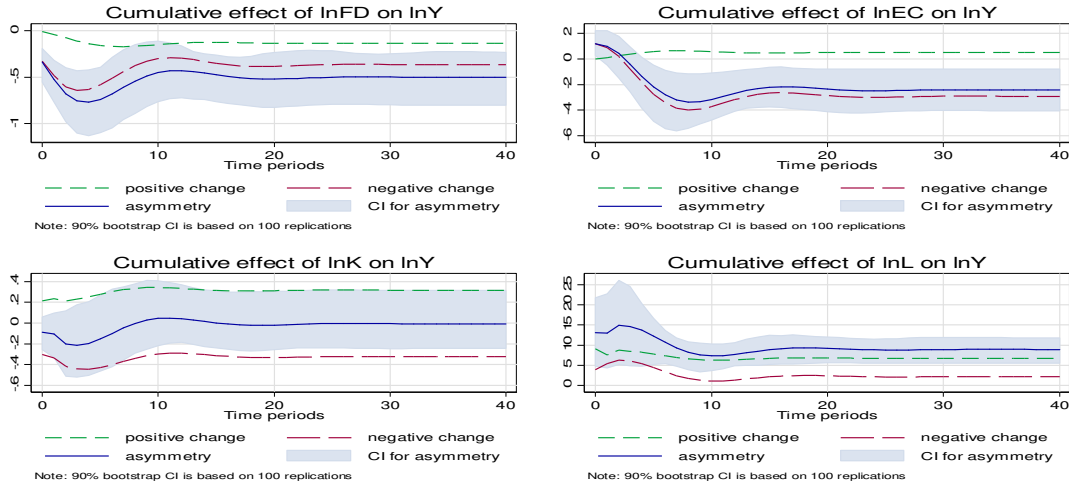 Cumulative effect of lnFD on lnY
0
-.5
-1
0 10 20 30 40
Time periods
positive change negative change
asymmetry CI for asymmetry
Note: 90% bootstrap CI is based on 100 replications
Cumulative effect of lnEC on lnY
2
0
-2
-4
-6
0 10 20 30 40
Time periods
positive change negative change
asymmetry CI for asymmetry
Note: 90% bootstrap CI is based on 100 replications
Cumulative effect of lnK on lnY
.4
.2
0
-.2
-.4
-.6
0 10 20 30 40
Time periods
positive change negative change
asymmetry CI for asymmetry
Note: 90% bootstrap CI is based on 100 replications
Cumulative effect of lnL on lnY
25
20
15
10
5
0
0 10 20 30 40
Time periods
positive change negative change
asymmetry CI for asymmetry
Note: 90% bootstrap CI is based on 100 replications